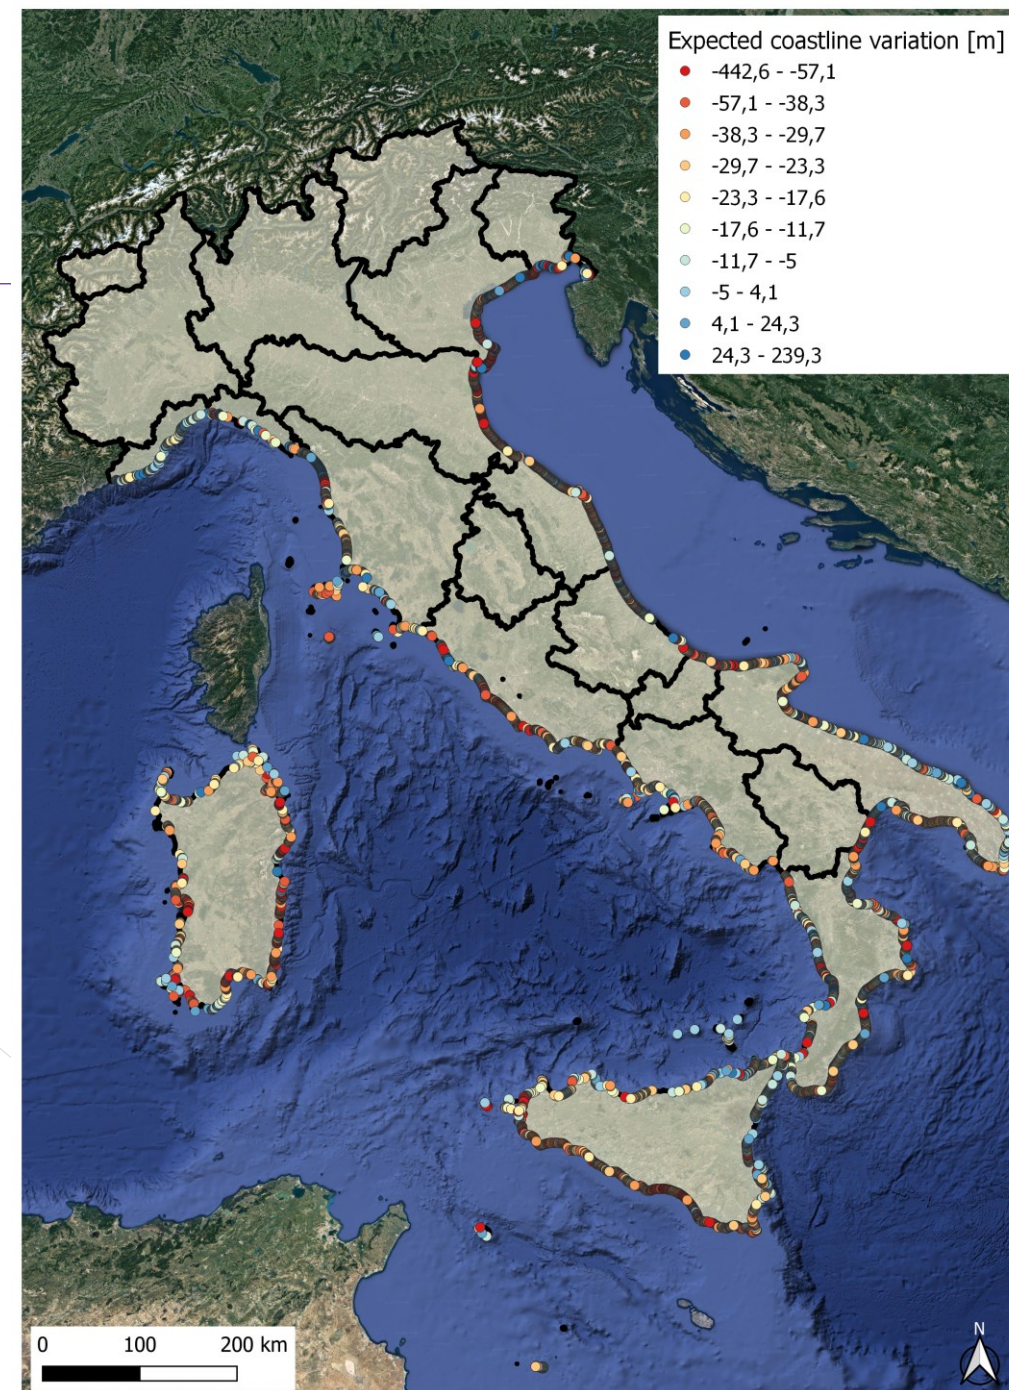 Expected coastline variation [m]
-442,6 - -57,1
-57,1 - -38,3
-38,3 - -29,7
-29,7 - -23,3
-23,3 - -17,6
-17,6 - -11,7
-11,7 - -5
-5 - 4,1
4,1 - 24,3
24,3 - 239,3
0 100 200 km
N